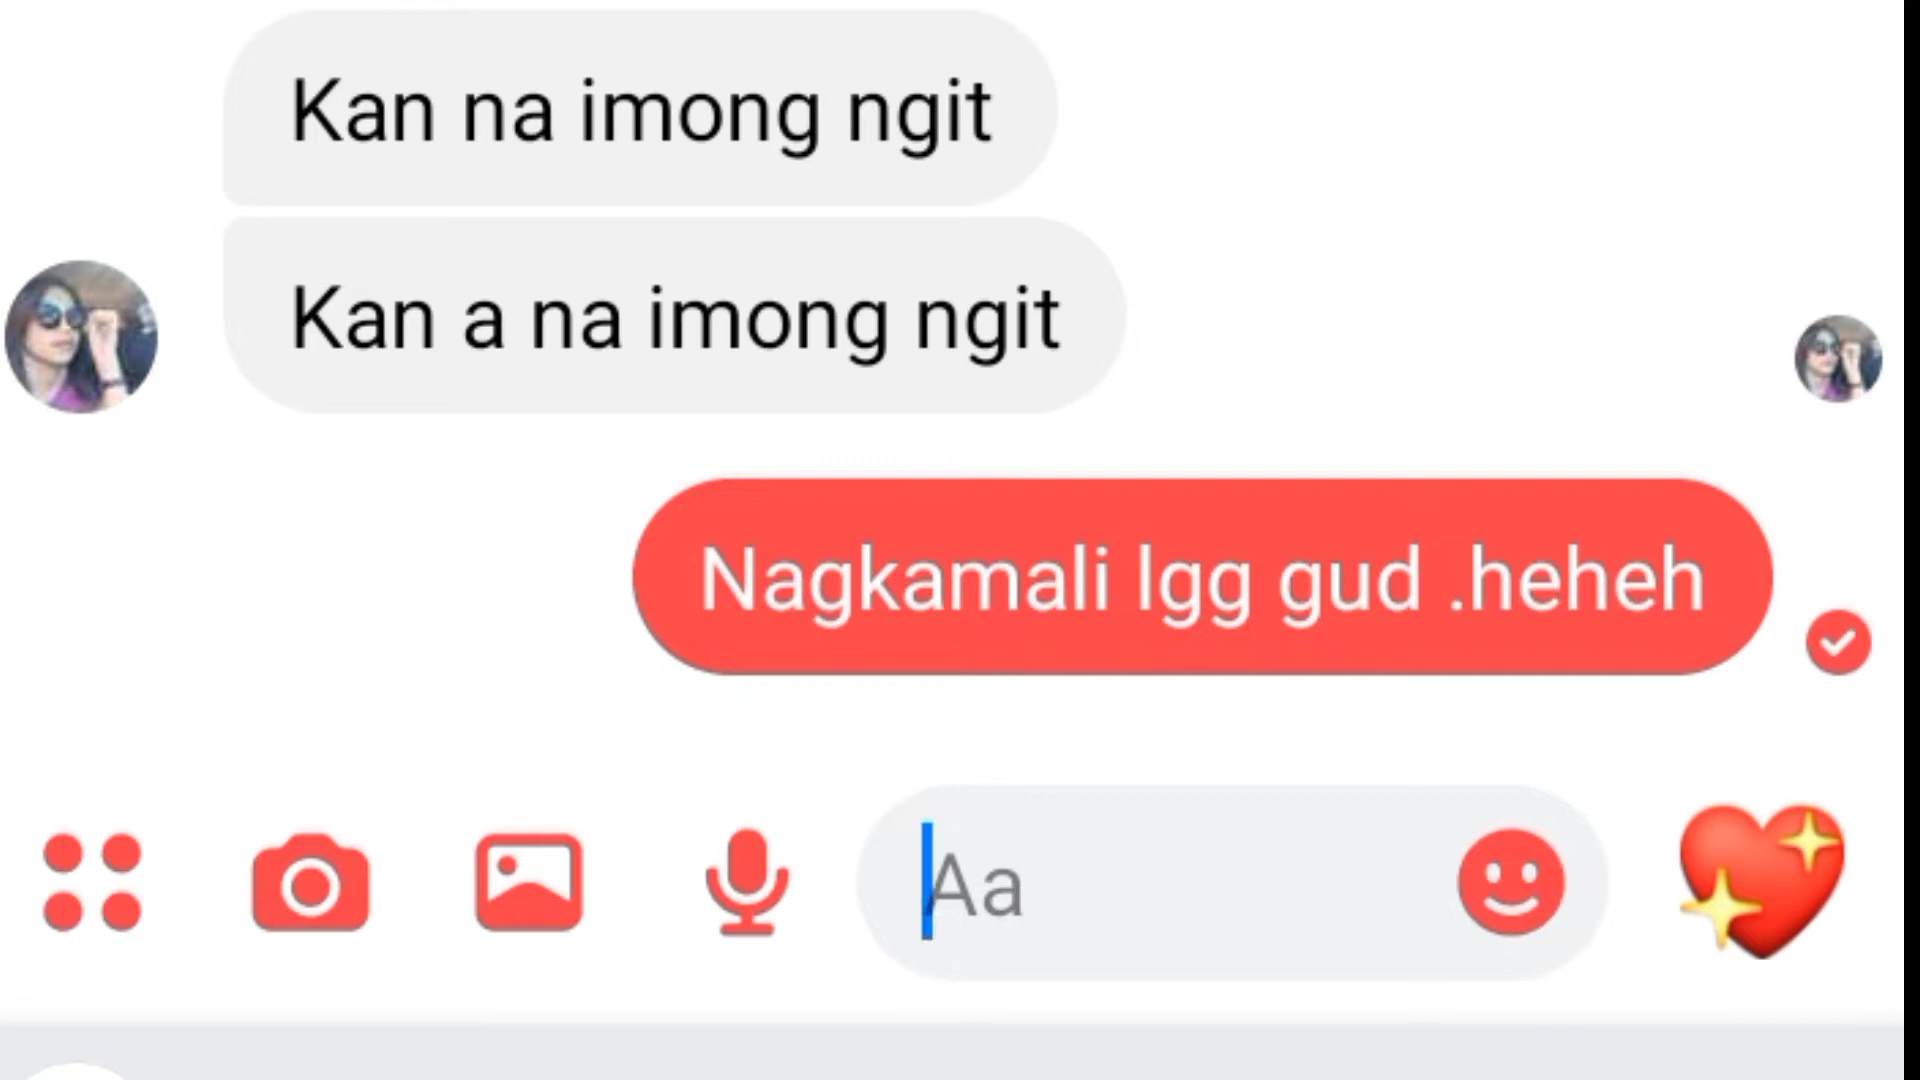 Kan na imong ngit
Kan a na imong ngit
Nagkamali lgg gud .heheh
Aa